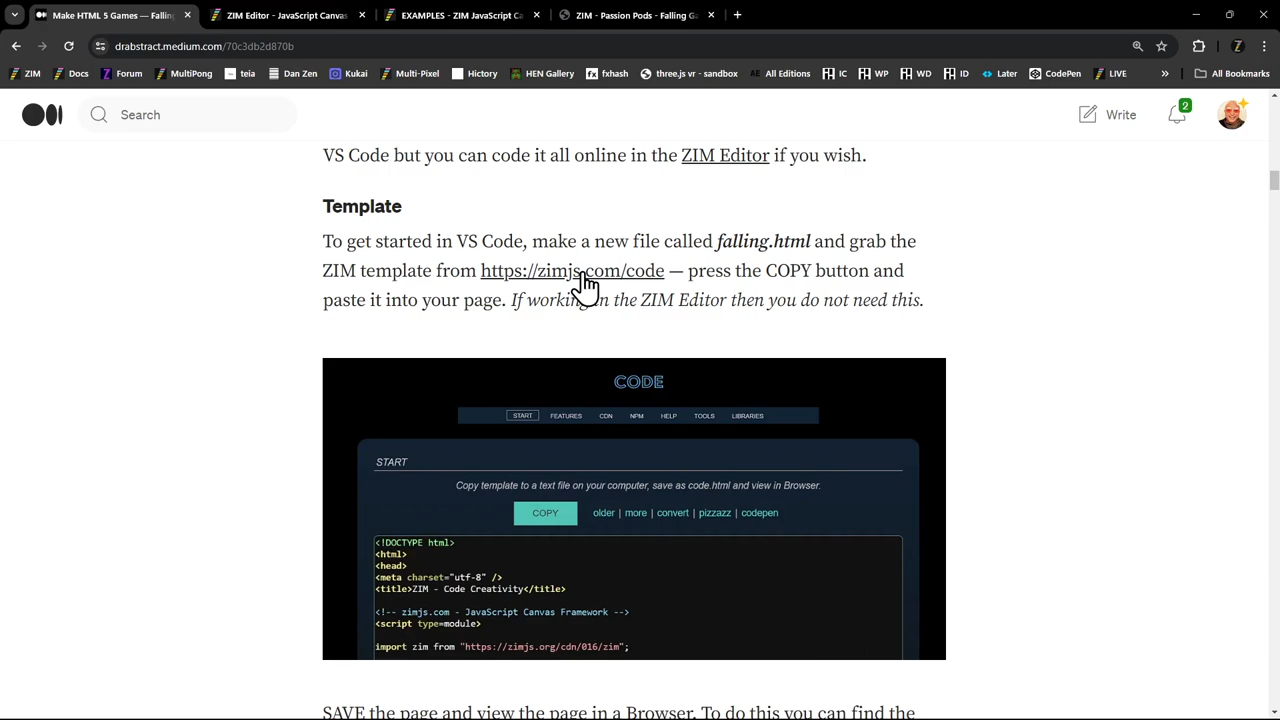 Make HTML 5 Games — Falling
ZIM Editor - JavaScript Canvas
EXAMPLES - ZIM JavaScript Ca
ZIM - Passion Pods - Falling Ga
drabstract.medium.com/70c3db2d870b
ZIM
Docs
Forum
MultiPong
teia
Dan Zen
Kukai
Multi-Pixel
Hictory
HEN Gallery
fxhash
three.js vr - sandbox
AE All Editions
IC
WP
WD
ID
Later
CodePen
LIVE
All Bookmarks
Search
Write
2
VS Code but you can code it all online in the ZIM Editor if you wish.
Template
To get started in VS Code, make a new file called falling.html and grab the
ZIM template from https://zimjs.com/code — press the COPY button and
paste it into your page. If working in the ZIM Editor then you do not need this.
CODE
START FEATURES CDN NPM HELP TOOLS LIBRARIES
START
Copy template to a text file on your computer, save as code.html and view in Browser.
COPY older | more | convert | pizzazz | codepen
<!DOCTYPE html>
<html>
<head>
<meta charset="utf-8" />
<title>ZIM - Code Creativity</title>
<!-- zimjs.com - JavaScript Canvas Framework -->
<script type=module>
import zim from "https://zimjs.org/cdn/016/zim";
SAVE the page and view the page in a Browser. To do this you can find the